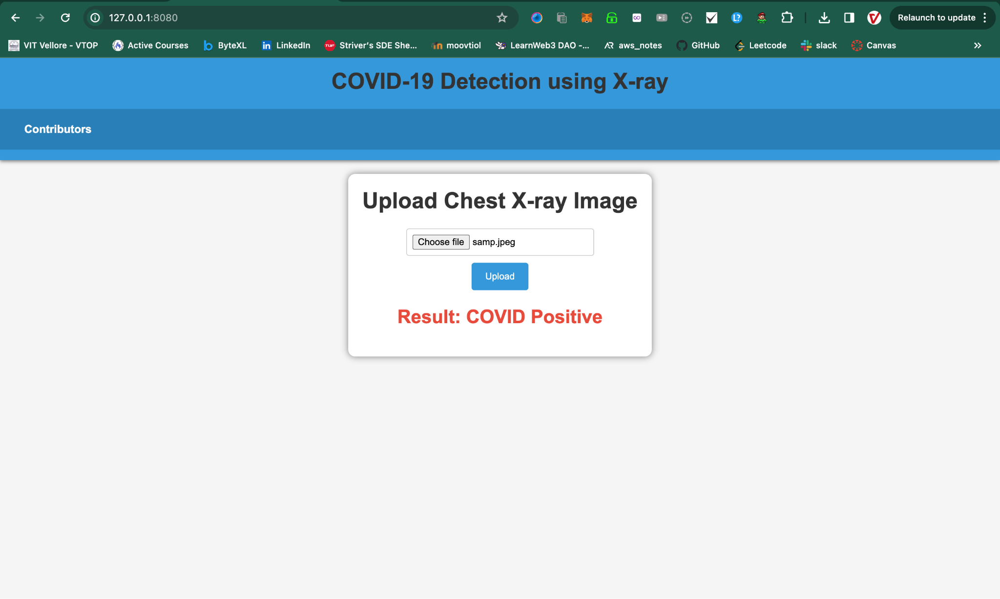 127.0.0.1:8080
Relaunch to update
VIT Vellore - VTOP Active Courses ByteXL LinkedIn Striver's SDE She... moovtiol LearnWeb3 DAO -... aws_notes GitHub Leetcode slack Canvas
COVID-19 Detection using X-ray
Contributors
Upload Chest X-ray Image
Choose file samp.jpeg
Upload
Result: COVID Positive